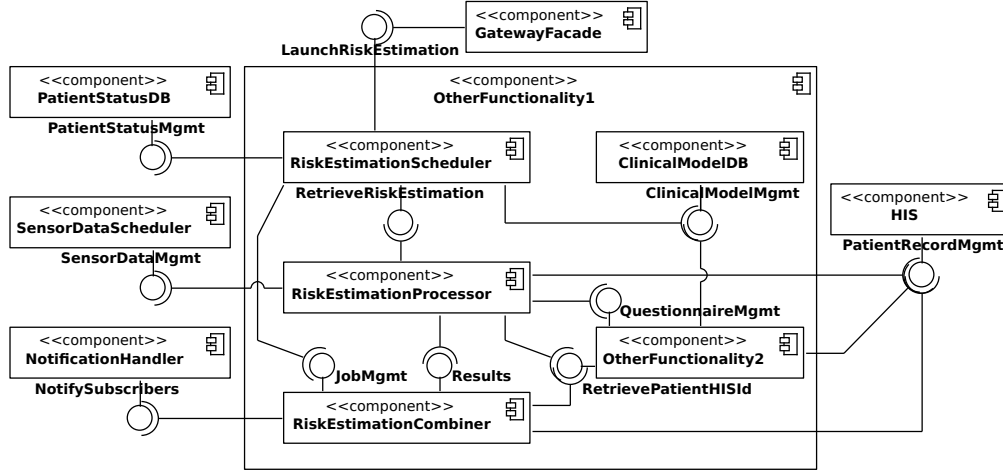 <<component>>
GatewayFacade
LaunchRiskEstimation
<<component>>
PatientStatusDB
PatientStatusMgmt
<<component>>
OtherFunctionality1
<<component>>
RiskEstimationScheduler
RetrieveRiskEstimation
<<component>>
ClinicalModelDB
ClinicalModelMgmt
<<component>>
HIS
PatientRecordMgmt
<<component>>
SensorDataScheduler
SensorDataMgmt
<<component>>
RiskEstimationProcessor
QuestionnaireMgmt
<<component>>
NotificationHandler
NotifySubscribers
<<component>>
OtherFunctionality2
RetrievePatientHISId
JobMgmt
Results
<<component>>
RiskEstimationCombiner